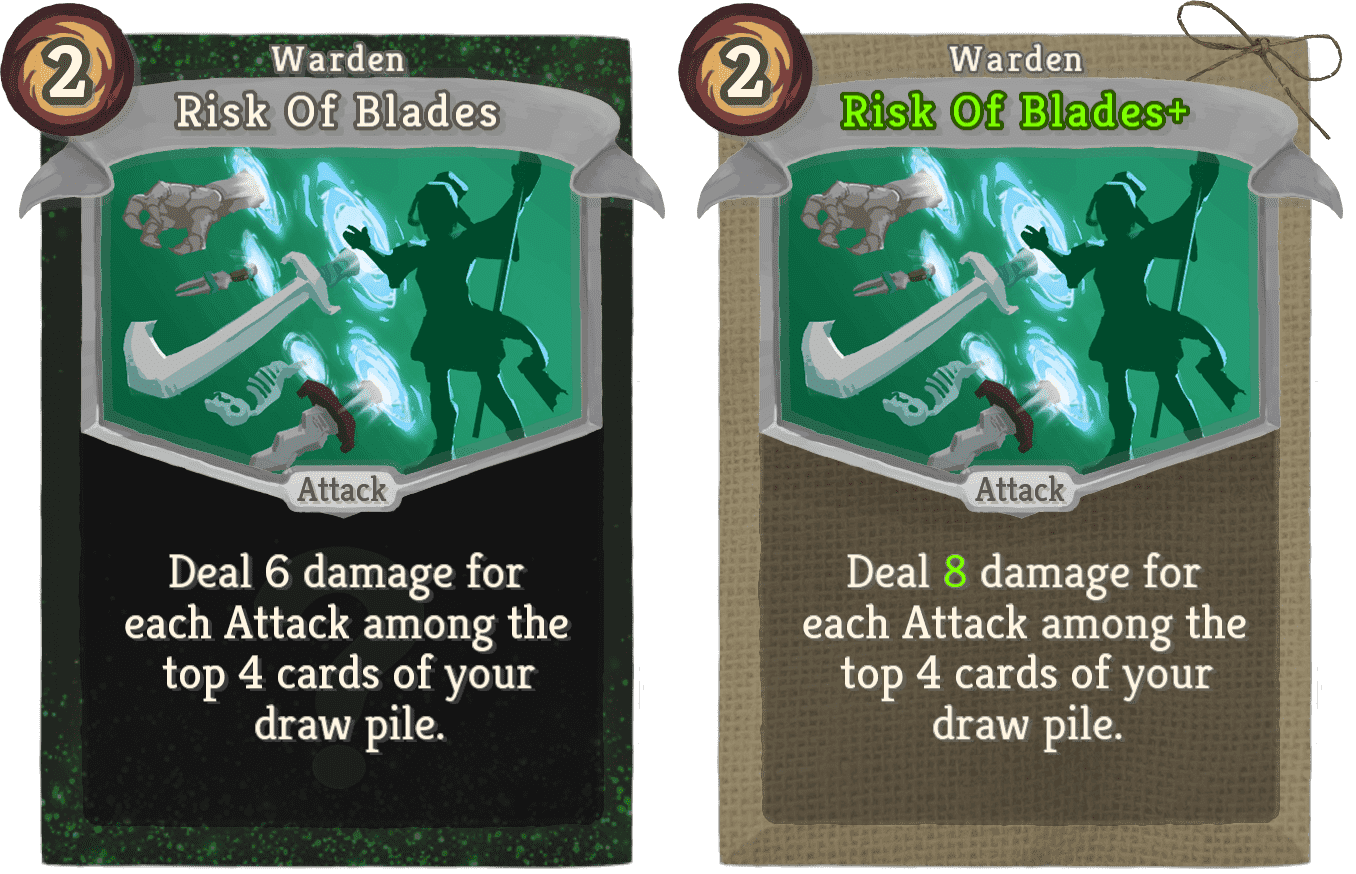 2
Warden
Risk Of Blades
Attack
Deal 6 damage for
each Attack among the
top 4 cards of your
draw pile.
2
Warden
Risk Of Blades+
Attack
Deal 8 damage for
each Attack among the
top 4 cards of your
draw pile.